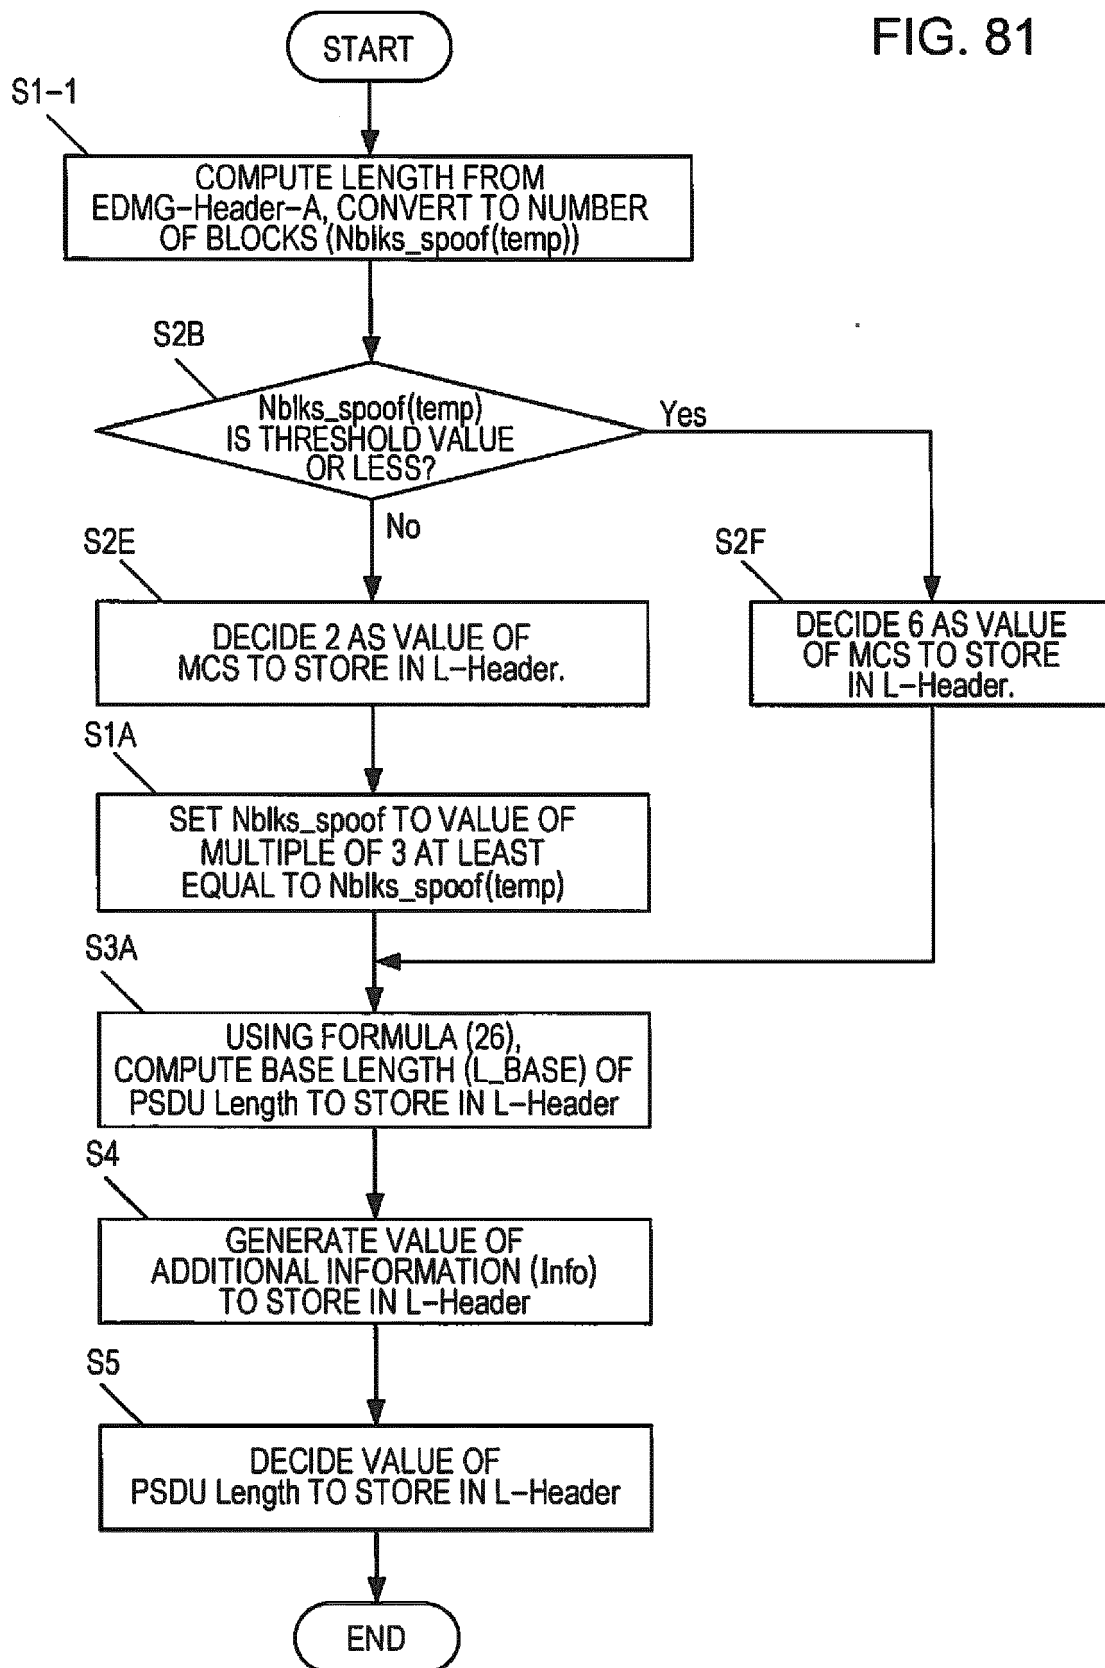 FIG. 81
START
S1-1
COMPUTE LENGTH FROM
EDMG-Header-A, CONVERT TO NUMBER
OF BLOCKS (Nblks_spoof(temp))
S2B
Nblks_spoof(temp)
IS THRESHOLD VALUE
OR LESS?
Yes
No
S2E
DECIDE 2 AS VALUE OF
MCS TO STORE IN L-Header.
S2F
DECIDE 6 AS VALUE
OF MCS TO STORE
IN L-Header.
S1A
SET Nblks_spoof TO VALUE OF
MULTIPLE OF 3 AT LEAST
EQUAL TO Nblks_spoof(temp)
S3A
USING FORMULA (26),
COMPUTE BASE LENGTH (L_BASE) OF
PSDU Length TO STORE IN L-Header
S4
GENERATE VALUE OF
ADDITIONAL INFORMATION (Info)
TO STORE IN L-Header
S5
DECIDE VALUE OF
PSDU Length TO STORE IN L-Header
END